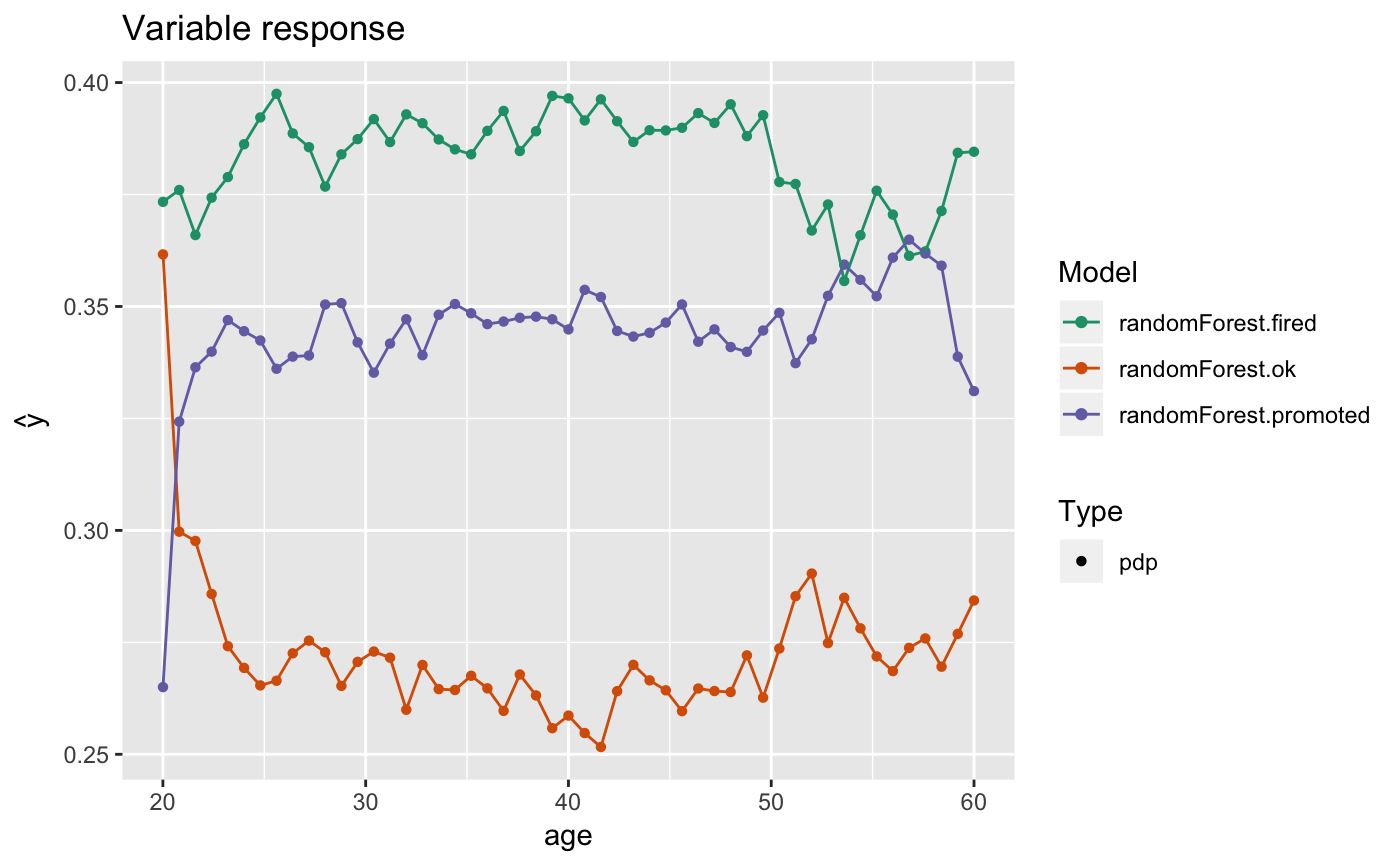 Variable response
0.40
0.35
0.30
0.25
ŷ
20 30 40 50 60
age
Model
randomForest.fired
randomForest.ok
randomForest.promoted
Type
pdp